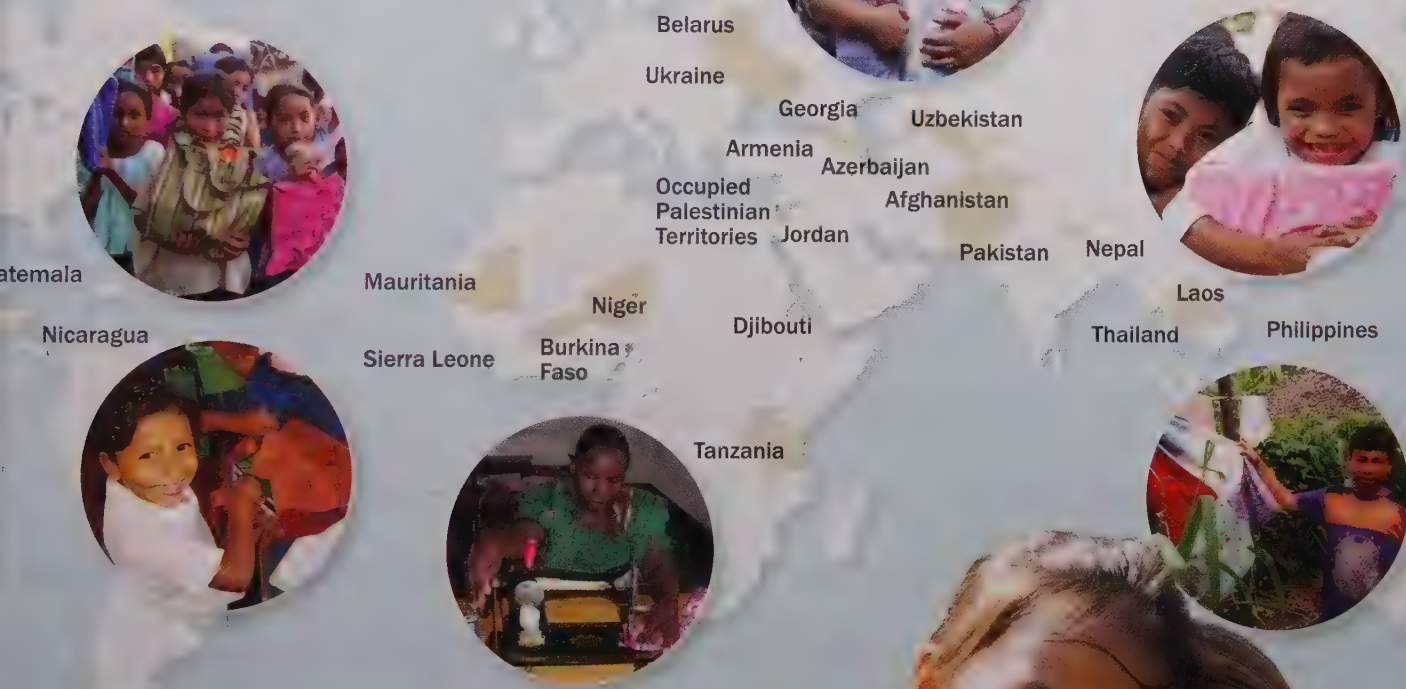 Belarus
Ukraine
Georgia
Uzbekistan
Armenia
Azerbaijan
Occupied
Palestinian
Territories
Afghanistan
Jordan
Pakistan
Nepal
atemala
Mauritania
Niger
Laos
Djibouti
Thailand
Philippines
Nicaragua
Sierra Leone
Burkina
Faso
Tanzania